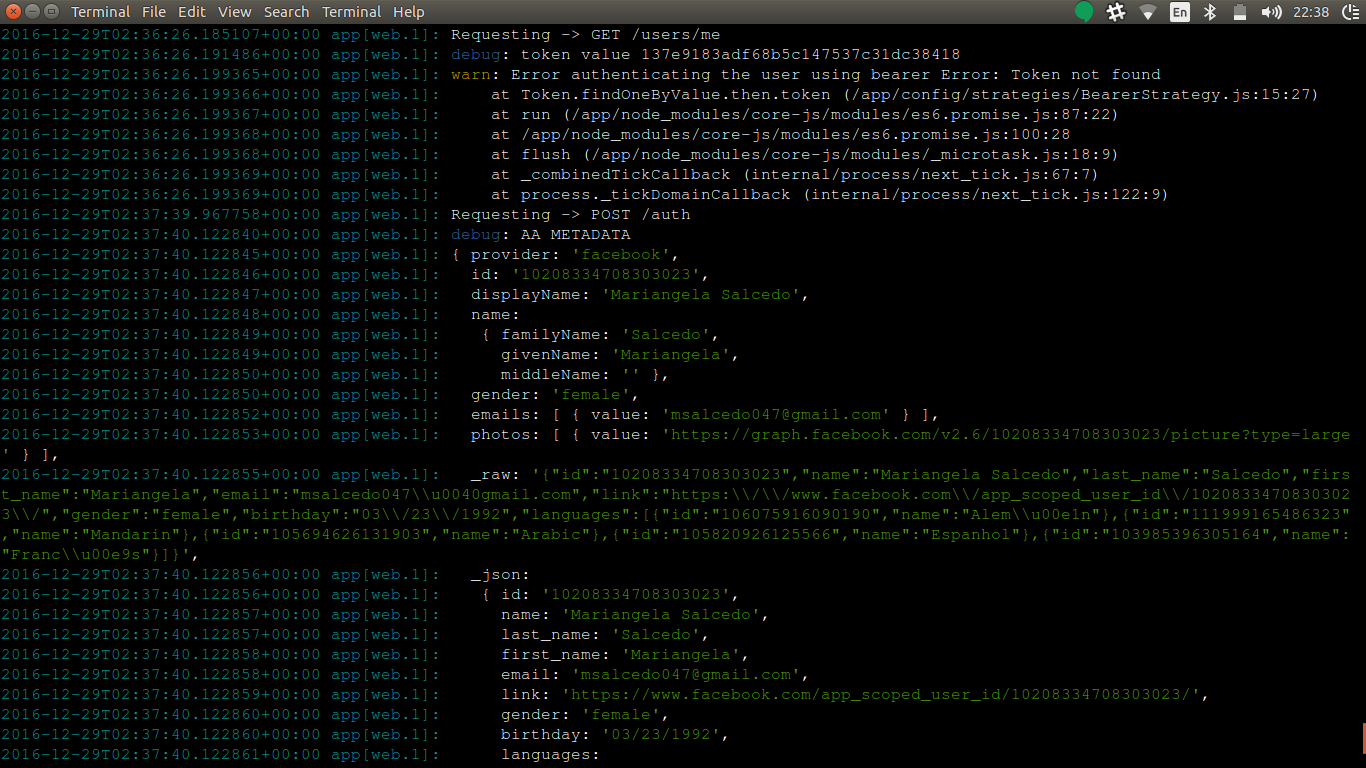 Terminal File Edit View Search Terminal Help En 22:38
2016-12-29T02:36:26.185107+00:00 app[web.1]: Requesting -> GET /users/me
2016-12-29T02:36:26.191486+00:00 app[web.1]: debug: token value 137e9183adf68b5c147537c31dc38418
2016-12-29T02:36:26.199365+00:00 app[web.1]: warn: Error authenticating the user using bearer Error: Token not found
2016-12-29T02:36:26.199366+00:00 app[web.1]:     at Token.findOneByValue.then.token (/app/config/strategies/BearerStrategy.js:15:27)
2016-12-29T02:36:26.199367+00:00 app[web.1]:     at run (/app/node_modules/core-js/modules/es6.promise.js:87:22)
2016-12-29T02:36:26.199368+00:00 app[web.1]:     at /app/node_modules/core-js/modules/es6.promise.js:100:28
2016-12-29T02:36:26.199368+00:00 app[web.1]:     at flush (/app/node_modules/core-js/modules/_microtask.js:18:9)
2016-12-29T02:36:26.199369+00:00 app[web.1]:     at _combinedTickCallback (internal/process/next_tick.js:67:7)
2016-12-29T02:36:26.199369+00:00 app[web.1]:     at process._tickDomainCallback (internal/process/next_tick.js:122:9)
2016-12-29T02:37:39.967758+00:00 app[web.1]: Requesting -> POST /auth
2016-12-29T02:37:40.122840+00:00 app[web.1]: debug: AA METADATA
2016-12-29T02:37:40.122845+00:00 app[web.1]: { provider: 'facebook',
2016-12-29T02:37:40.122846+00:00 app[web.1]:   id: '10208334708303023',
2016-12-29T02:37:40.122847+00:00 app[web.1]:   displayName: 'Mariangela Salcedo',
2016-12-29T02:37:40.122848+00:00 app[web.1]:   name:
2016-12-29T02:37:40.122849+00:00 app[web.1]:    { familyName: 'Salcedo',
2016-12-29T02:37:40.122849+00:00 app[web.1]:      givenName: 'Mariangela',
2016-12-29T02:37:40.122850+00:00 app[web.1]:      middleName: '' },
2016-12-29T02:37:40.122850+00:00 app[web.1]:   gender: 'female',
2016-12-29T02:37:40.122852+00:00 app[web.1]:   emails: [ { value: 'msalcedo047@gmail.com' } ],
2016-12-29T02:37:40.122853+00:00 app[web.1]:   photos: [ { value: 'https://graph.facebook.com/v2.6/10208334708303023/picture?type=large
' } ],
2016-12-29T02:37:40.122855+00:00 app[web.1]:   _raw: '{"id":"10208334708303023","name":"Mariangela Salcedo","last_name":"Salcedo","firs
t_name":"Mariangela","email":"msalcedo047\\u0040gmail.com","link":"https:\\/\\/www.facebook.com\\/app_scoped_user_id\\/1020833470830302
3\\/","gender":"female","birthday":"03\\/23\\/1992","languages":[{"id":"106075916090190","name":"Alem\\u00e1n"},{"id":"111999165486323"
,"name":"Mandarin"},{"id":"105694626131903","name":"Arabic"},{"id":"105820926125566","name":"Espanhol"},{"id":"103985396305164","name":
"Franc\\u00e9s"}]}',
2016-12-29T02:37:40.122856+00:00 app[web.1]:   _json:
2016-12-29T02:37:40.122856+00:00 app[web.1]:    { id: '10208334708303023',
2016-12-29T02:37:40.122857+00:00 app[web.1]:      name: 'Mariangela Salcedo',
2016-12-29T02:37:40.122857+00:00 app[web.1]:      last_name: 'Salcedo',
2016-12-29T02:37:40.122858+00:00 app[web.1]:      first_name: 'Mariangela',
2016-12-29T02:37:40.122858+00:00 app[web.1]:      email: 'msalcedo047@gmail.com',
2016-12-29T02:37:40.122859+00:00 app[web.1]:      link: 'https://www.facebook.com/app_scoped_user_id/10208334708303023/',
2016-12-29T02:37:40.122860+00:00 app[web.1]:      gender: 'female',
2016-12-29T02:37:40.122860+00:00 app[web.1]:      birthday: '03/23/1992',
2016-12-29T02:37:40.122861+00:00 app[web.1]:      languages: